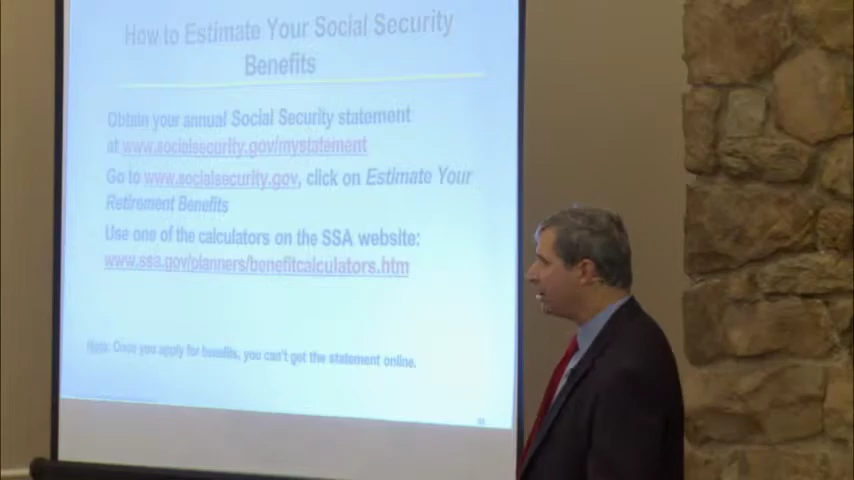 How to Estimate Your Social Security
Benefits
Obtain your annual Social Security statement
at www.socialsecurity.gov/mystatement
Go to www.socialsecurity.gov, click on Estimate Your
Retirement Benefits
Use one of the calculators on the SSA website:
www.ssa.gov/planners/benefitcalculators.htm
Note: Once you apply for benefits, you can't get the statement online.